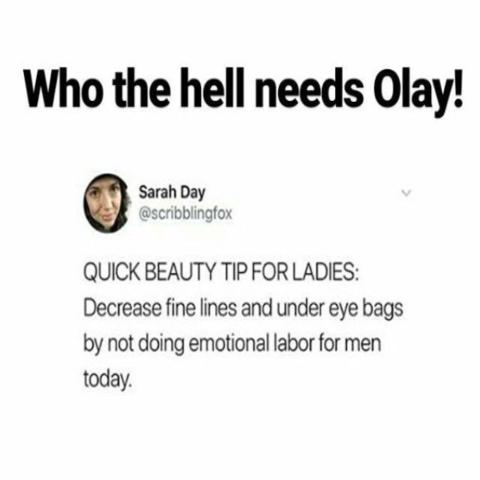 Who the hell needs Olay!
Sarah Day
@scribblingfox
QUICK BEAUTY TIP FOR LADIES:
Decrease fine lines and under eye bags
by not doing emotional labor for men
today.